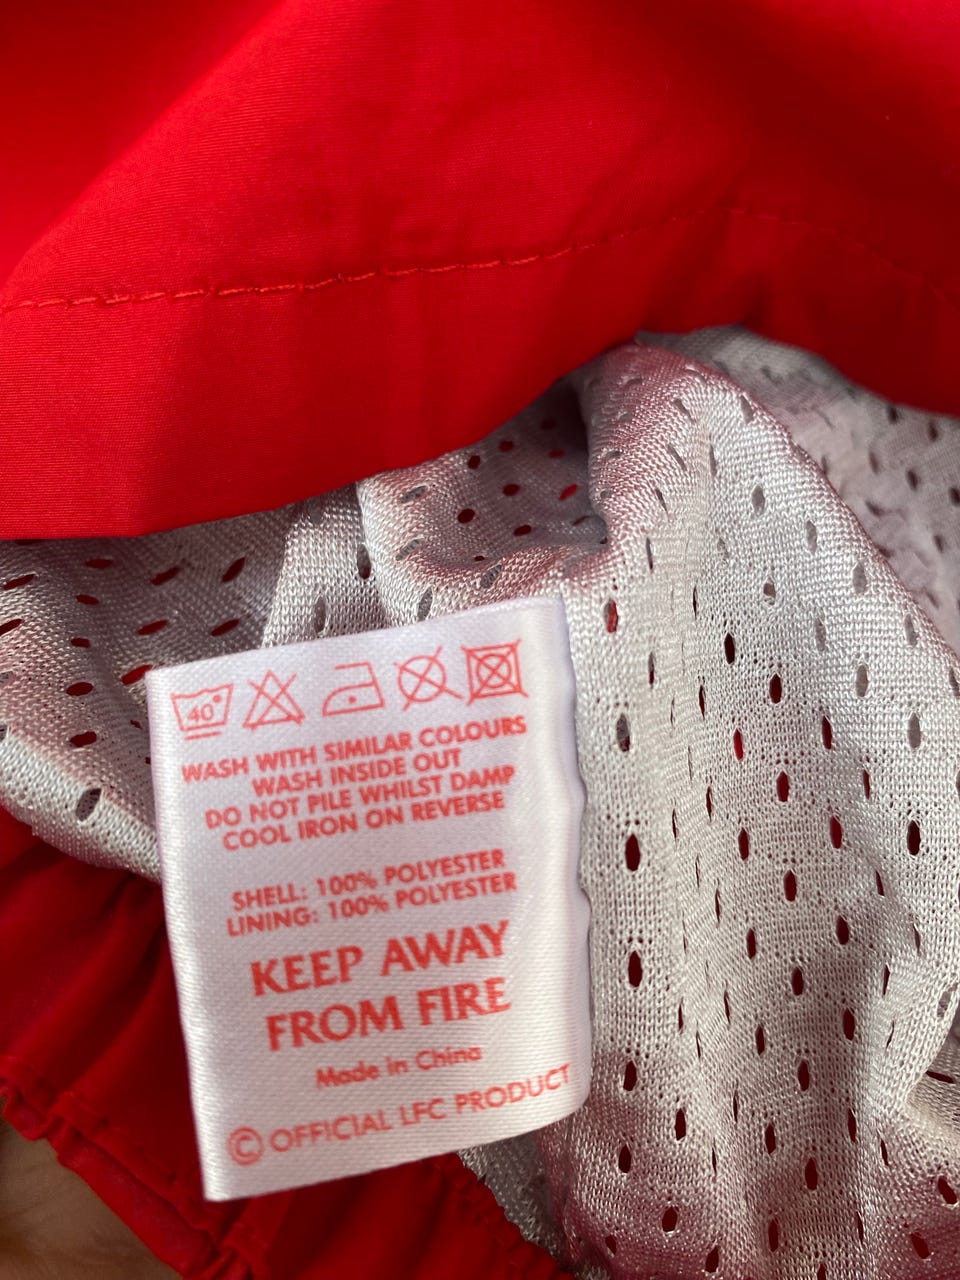 40°
WASH WITH SIMILAR COLOURS
WASH INSIDE OUT
DO NOT PILE WHILST DAMP
COOL IRON ON REVERSE
SHELL: 100% POLYESTER
LINING: 100% POLYESTER
KEEP AWAY
FROM FIRE
Made in China
© OFFICIAL LFC PRODUCT